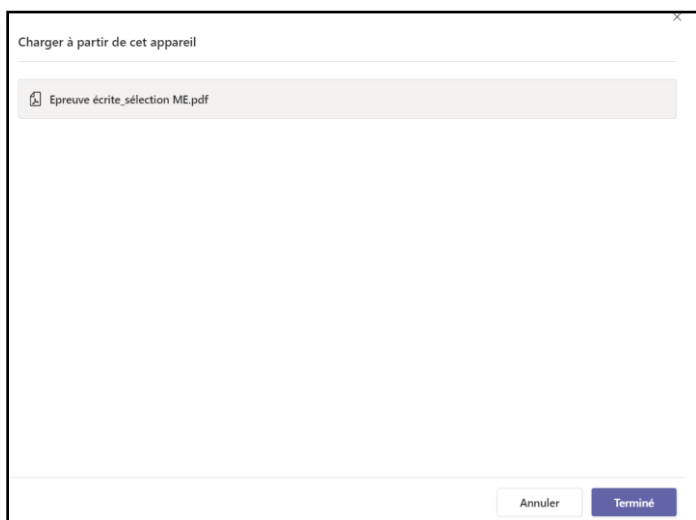 Charger à partir de cet appareil
Epreuve écrite_sélection ME.pdf
Annuler
Terminé